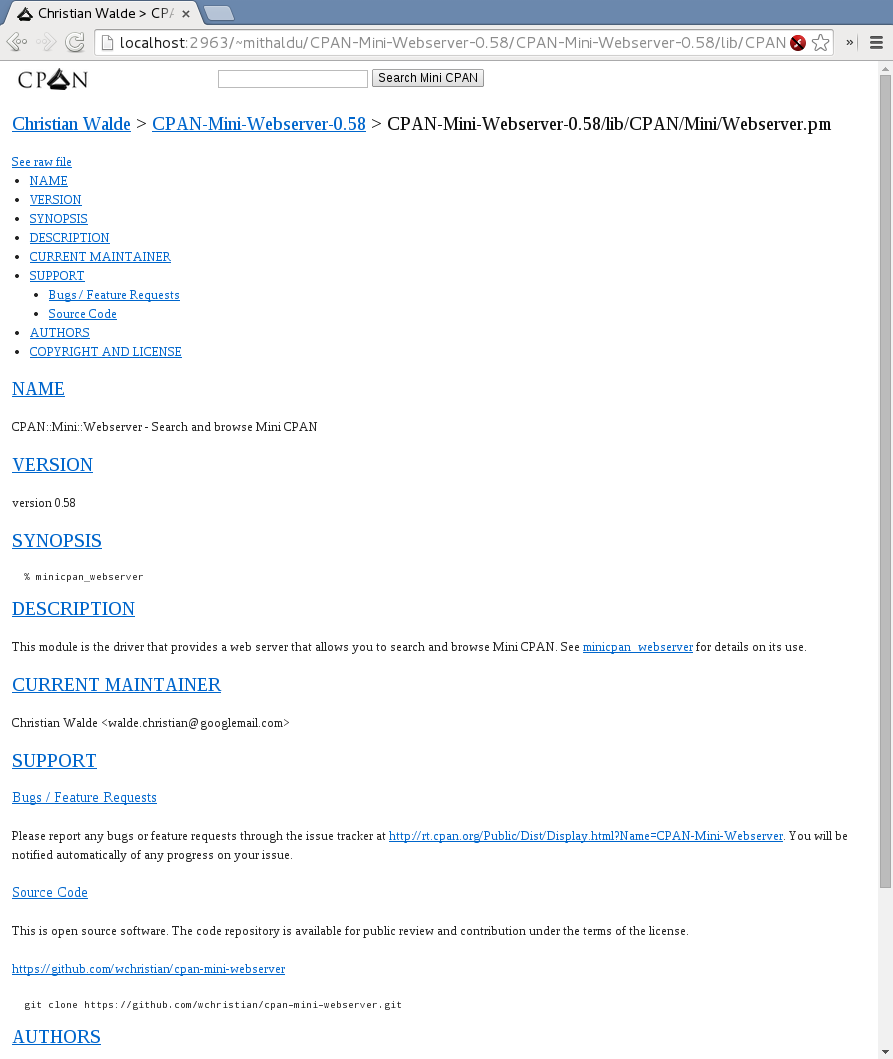 Christian Walde > CPA
localhost:2963/~mithaldu/CPAN-Mini-Webserver-0.58/CPAN-Mini-Webserver-0.58/lib/CPAN
CPAN
Search Mini CPAN
Christian Walde > CPAN-Mini-Webserver-0.58 > CPAN-Mini-Webserver-0.58/lib/CPAN/Mini/Webserver.pm
See raw file
NAME
VERSION
SYNOPSIS
DESCRIPTION
CURRENT MAINTAINER
SUPPORT
Bugs / Feature Requests
Source Code
AUTHORS
COPYRIGHT AND LICENSE
NAME
CPAN::Mini::Webserver - Search and browse Mini CPAN
VERSION
version 0.58
SYNOPSIS
% minicpan_webserver
DESCRIPTION
This module is the driver that provides a web server that allows you to search and browse Mini CPAN. See minicpan_webserver for details on its use.
CURRENT MAINTAINER
Christian Walde <walde.christian@googlemail.com>
SUPPORT
Bugs / Feature Requests
Please report any bugs or feature requests through the issue tracker at http://rt.cpan.org/Public/Dist/Display.html?Name=CPAN-Mini-Webserver. You will be
notified automatically of any progress on your issue.
Source Code
This is open source software. The code repository is available for public review and contribution under the terms of the license.
https://github.com/wchristian/cpan-mini-webserver
git clone https://github.com/wchristian/cpan-mini-webserver.git
AUTHORS